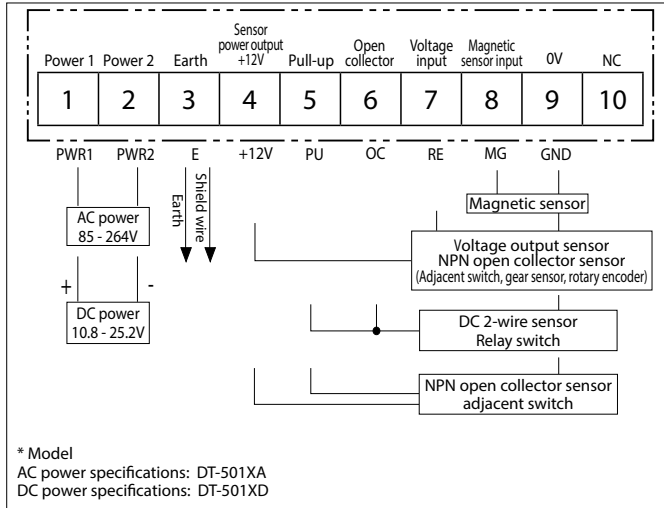 Power 1 Power 2 Earth Sensor power output +12V Pull-up Open collector Voltage input Magnetic sensor input 0V NC
1 2 3 4 5 6 7 8 9 10
PWR1 PWR2 E +12V PU OC RE MG GND
Earth
Shield wire
AC power
85 - 264V
+ -
DC power
10.8 - 25.2V
Magnetic sensor
Voltage output sensor
NPN open collector sensor
(Adjacent switch, gear sensor, rotary encoder)
DC 2-wire sensor
Relay switch
NPN open collector sensor
adjacent switch
* Model
AC power specifications: DT-501XA
DC power specifications: DT-501XD